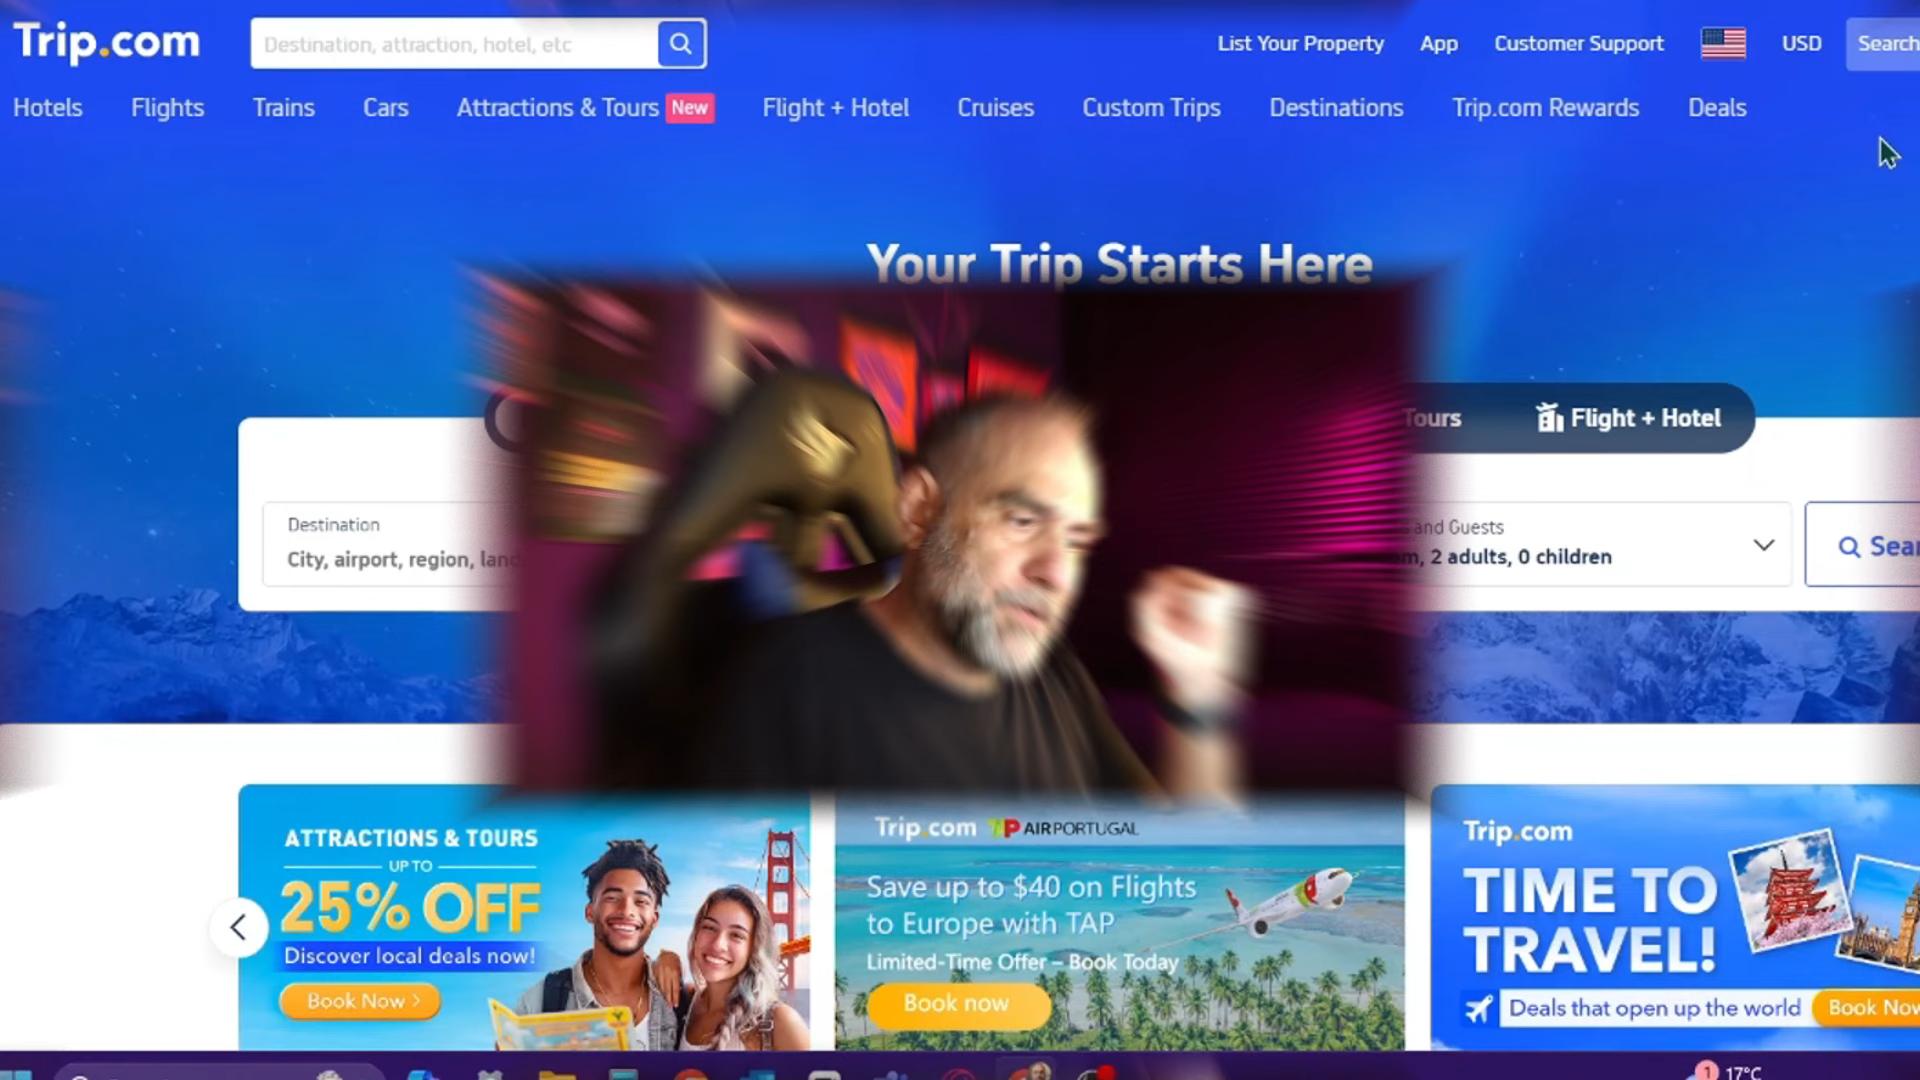 Trip.com
Destination, attraction, hotel, etc
List Your Property
App
Customer Support
USD
Search
Hotels
Flights
Trains
Cars
Attractions & Tours
New
Flight + Hotel
Cruises
Custom Trips
Destinations
Trip.com Rewards
Deals
Your Trip Starts Here
Tours
Flight + Hotel
Destination
City, airport, region,
and Guests
2 adults, 0 children
ATTRACTIONS & TOURS
UP TO
25% OFF
Discover local deals now!
Book Now >
Trip.com TP AIRPORTUGAL
Save up to $40 on Flights
to Europe with TAP
Limited-Time Offer – Book Today
Book now
Trip.com
TIME TO
TRAVEL!
Deals that open up the world
Book Now
1
17°C